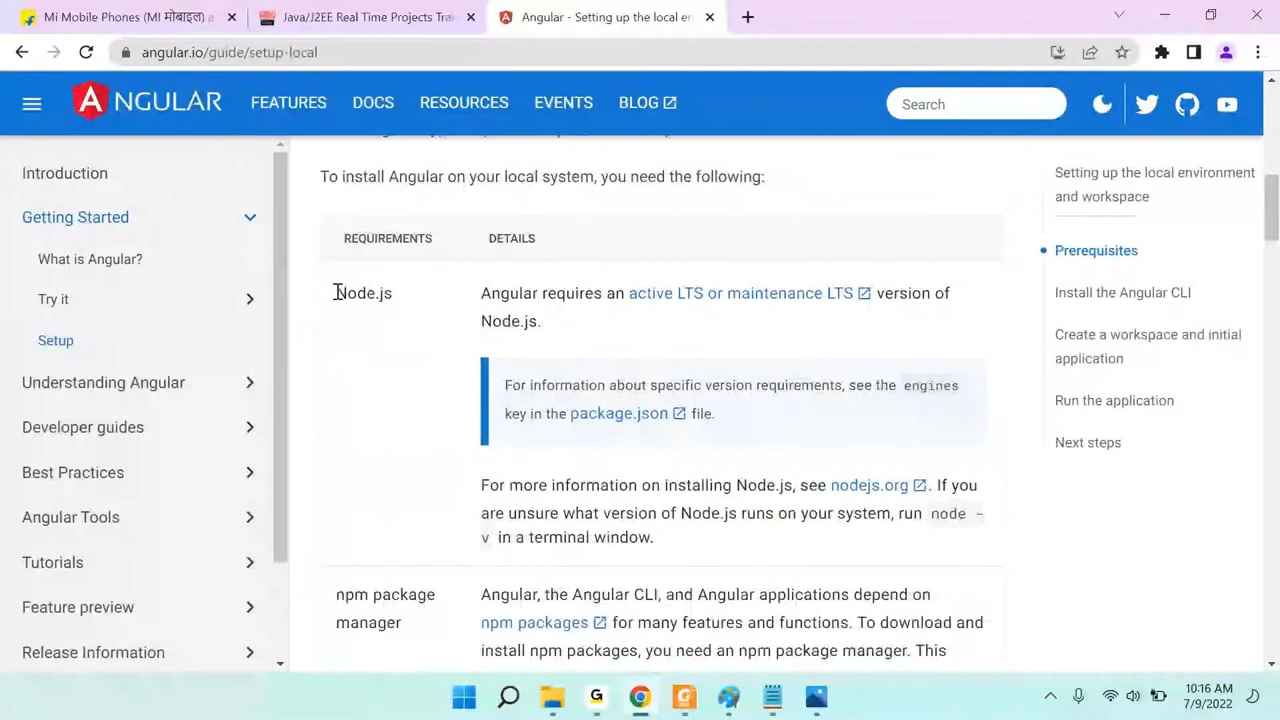 Mi Mobile Phones (MI मोबाइल) a
Java/J2EE Real Time Projects Tra
Angular - Setting up the local en
angular.io/guide/setup-local
ANGULAR
FEATURES
DOCS
RESOURCES
EVENTS
BLOG
Search
Introduction
Getting Started
What is Angular?
Try it
Setup
Understanding Angular
Developer guides
Best Practices
Angular Tools
Tutorials
Feature preview
Release Information
To install Angular on your local system, you need the following:
REQUIREMENTS
DETAILS
Node.js
Angular requires an active LTS or maintenance LTS version of
Node.js.
For information about specific version requirements, see the engines
key in the package.json file.
For more information on installing Node.js, see nodejs.org. If you
are unsure what version of Node.js runs on your system, run node -
v in a terminal window.
npm package
manager
Angular, the Angular CLI, and Angular applications depend on
npm packages for many features and functions. To download and
install npm packages, you need an npm package manager. This
Setting up the local environment
and workspace
Prerequisites
Install the Angular CLI
Create a workspace and initial
application
Run the application
Next steps
G
10:16 AM
7/9/2022